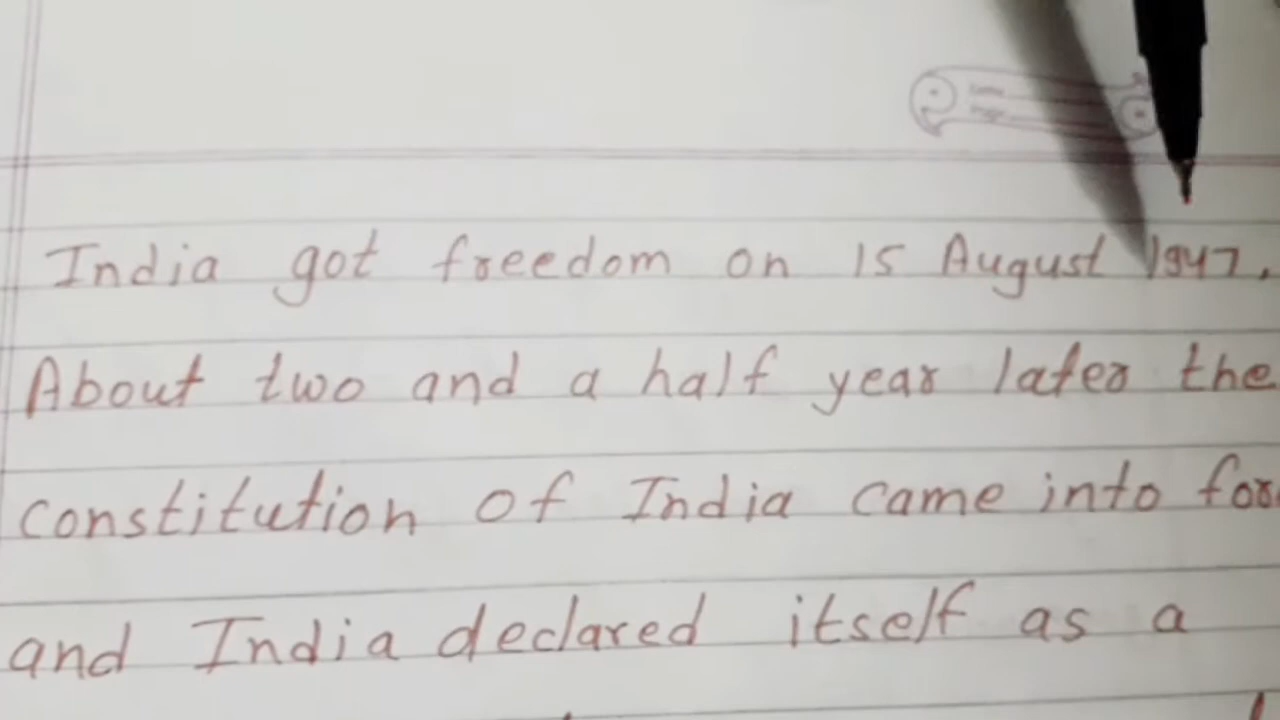 India got freedom on 15 August 1947.
About two and a half year later the
constitution of India came into for
and India declared itself as a